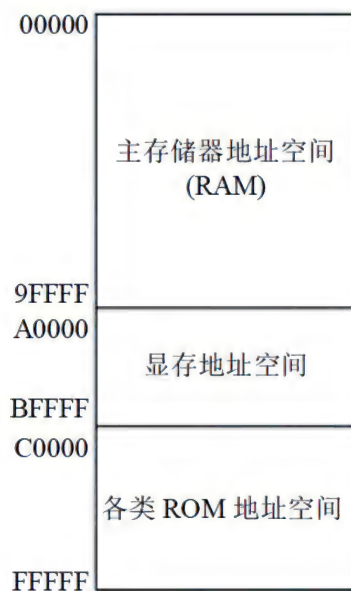 00000
主存储器地址空间
(RAM)
9FFFF
A0000
显存地址空间
BFFFF
C0000
各类 ROM 地址空间
FFFFF